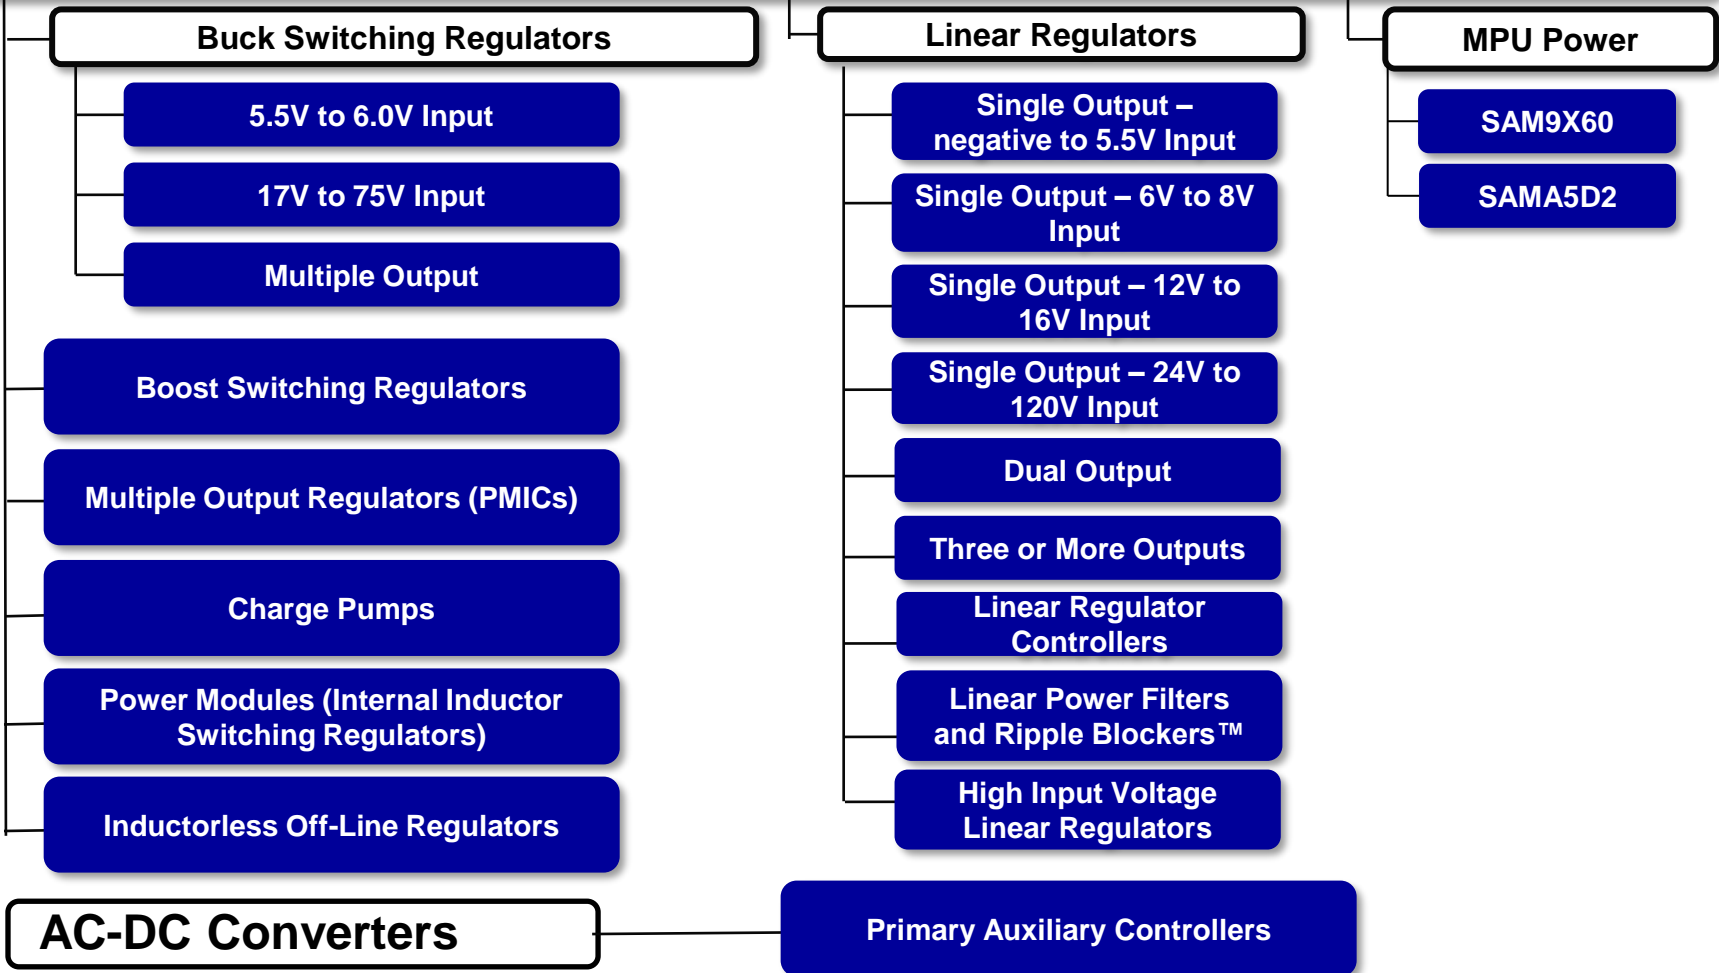 Buck Switching Regulators
5.5V to 6.0V Input
17V to 75V Input
Multiple Output
Boost Switching Regulators
Multiple Output Regulators (PMICs)
Charge Pumps
Power Modules (Internal Inductor
Switching Regulators)
Inductorless Off-Line Regulators
Linear Regulators
Single Output –
negative to 5.5V Input
Single Output – 6V to 8V
Input
Single Output – 12V to
16V Input
Single Output – 24V to
120V Input
Dual Output
Three or More Outputs
Linear Regulator
Controllers
Linear Power Filters
and Ripple Blockers™
High Input Voltage
Linear Regulators
MPU Power
SAM9X60
SAMA5D2
AC-DC Converters
Primary Auxiliary Controllers